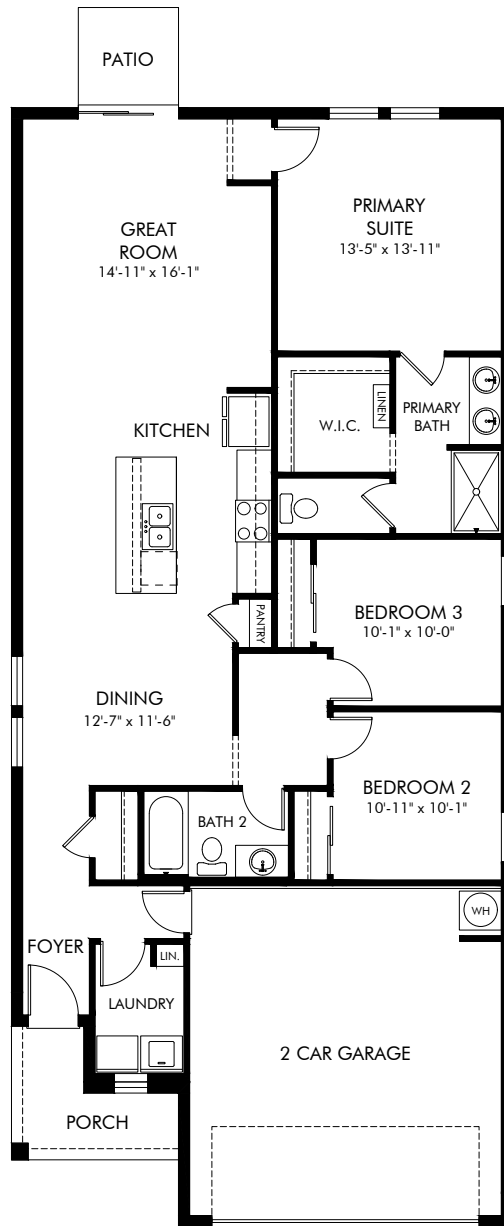 PATIO
GREAT
ROOM
14'-11" x 16'-1"
PRIMARY
SUITE
13'-5" x 13'-11"
KITCHEN
W.I.C.
LINEN
PRIMARY
BATH
PANTRY
BEDROOM 3
10'-1" x 10'-0"
DINING
12'-7" x 11'-6"
BEDROOM 2
10'-11" x 10'-1"
BATH 2
WH
FOYER
LIN.
LAUNDRY
2 CAR GARAGE
PORCH